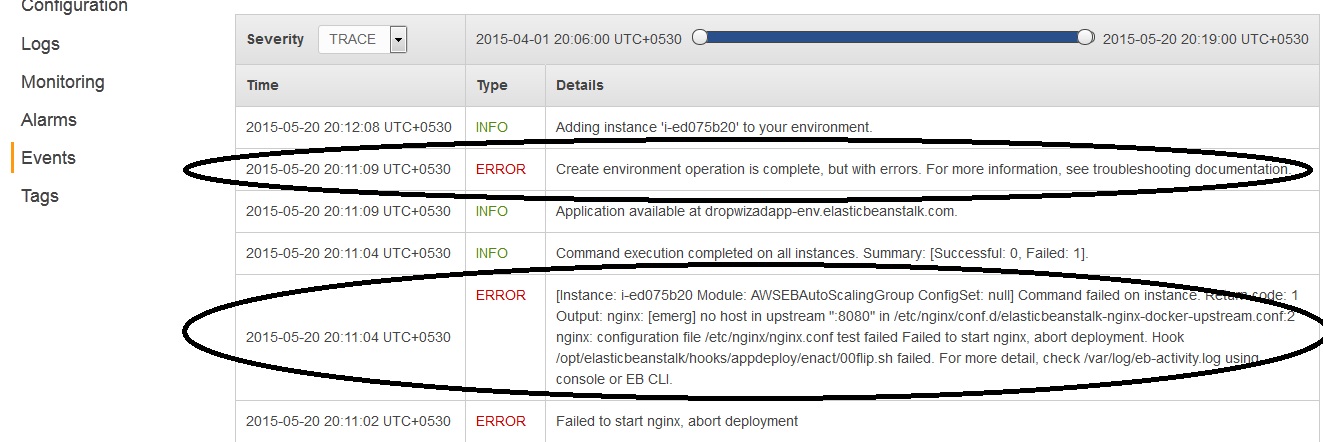 Configuration
Logs
Monitoring
Alarms
Events
Tags
Severity TRACE 2015-04-01 20:06:00 UTC+0530 2015-05-20 20:19:00 UTC+0530
Time Type Details
2015-05-20 20:12:08 UTC+0530 INFO Adding instance 'i-ed075b20' to your environment.
2015-05-20 20:11:09 UTC+0530 ERROR Create environment operation is complete, but with errors. For more information, see troubleshooting documentation.
2015-05-20 20:11:09 UTC+0530 INFO Application available at dropwizadapp-env.elasticbeanstalk.com.
2015-05-20 20:11:04 UTC+0530 INFO Command execution completed on all instances. Summary: [Successful: 0, Failed: 1].
ERROR [Instance: i-ed075b20 Module: AWSEBAutoScalingGroup ConfigSet: null] Command failed on instance. Return code: 1
Output: nginx: [emerg] no host in upstream ":8080" in /etc/nginx/conf.d/elasticbeanstalk-nginx-docker-upstream.conf:2
2015-05-20 20:11:04 UTC+0530 nginx: configuration file /etc/nginx/nginx.conf test failed Failed to start nginx, abort deployment. Hook
/opt/elasticbeanstalk/hooks/appdeploy/enact/00flip.sh failed. For more detail, check /var/log/eb-activity.log using
console or EB CLI.
2015-05-20 20:11:02 UTC+0530 ERROR Failed to start nginx, abort deployment